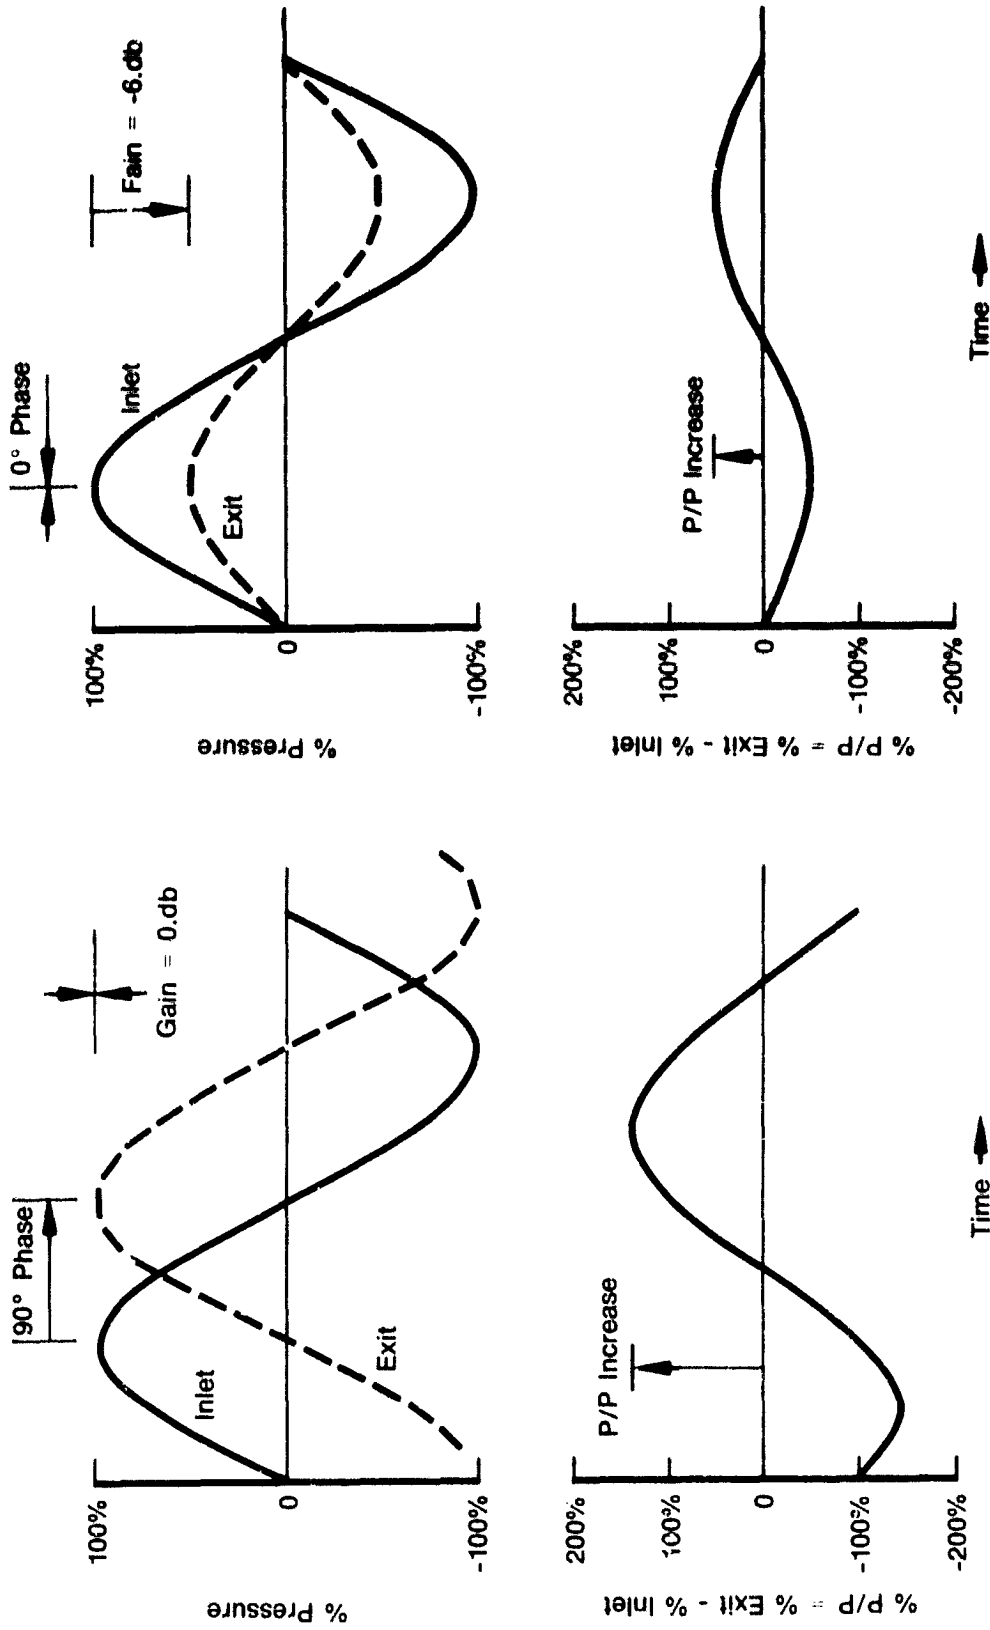 90° Phase
Gain = 0.db
100%
0
-100%
% Pressure
Inlet
Exit
200%
100%
0
-100%
-200%
% P/P = % Exit - % Inlet
P/P Increase
Time
0° Phase
Fain = -6.db
100%
0
-100%
% Pressure
Inlet
Exit
200%
100%
0
-100%
-200%
% P/P = % Exit - % Inlet
P/P Increase
Time